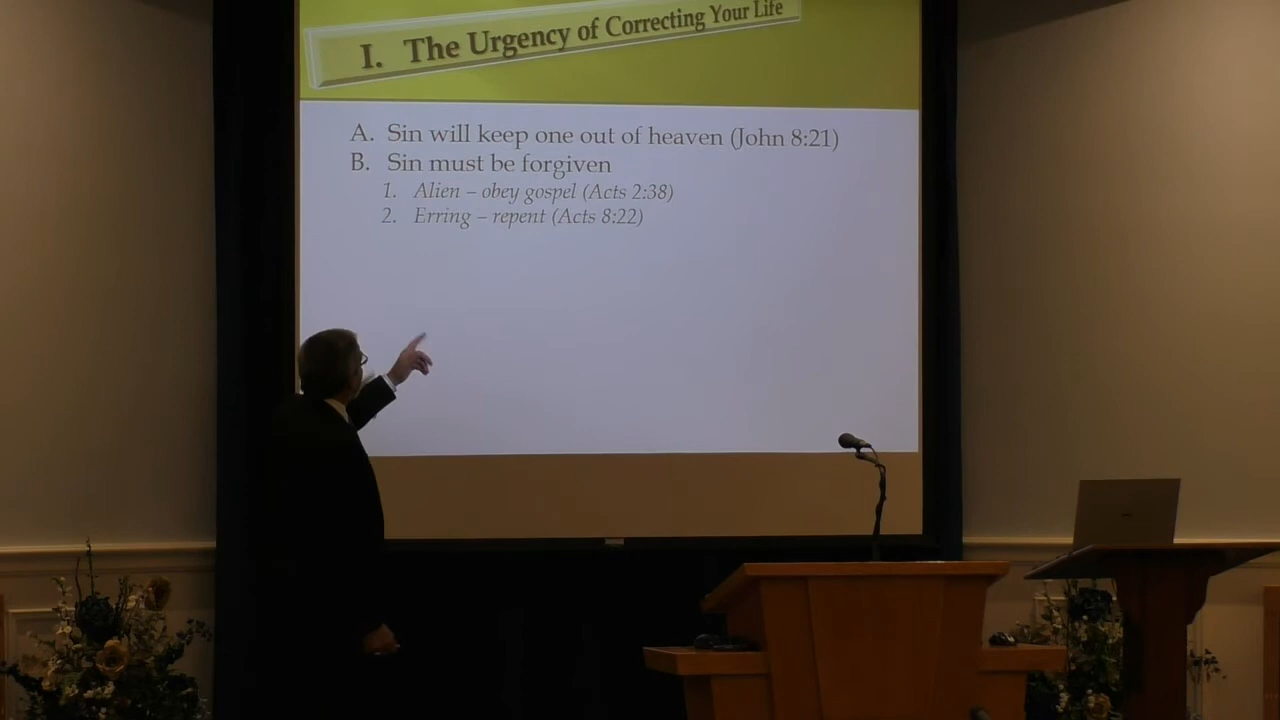 I. The Urgency of Correcting Your Life
A. Sin will keep one out of heaven (John 8:21)
B. Sin must be forgiven
1. Alien – obey gospel (Acts 2:38)
2. Erring – repent (Acts 8:22)